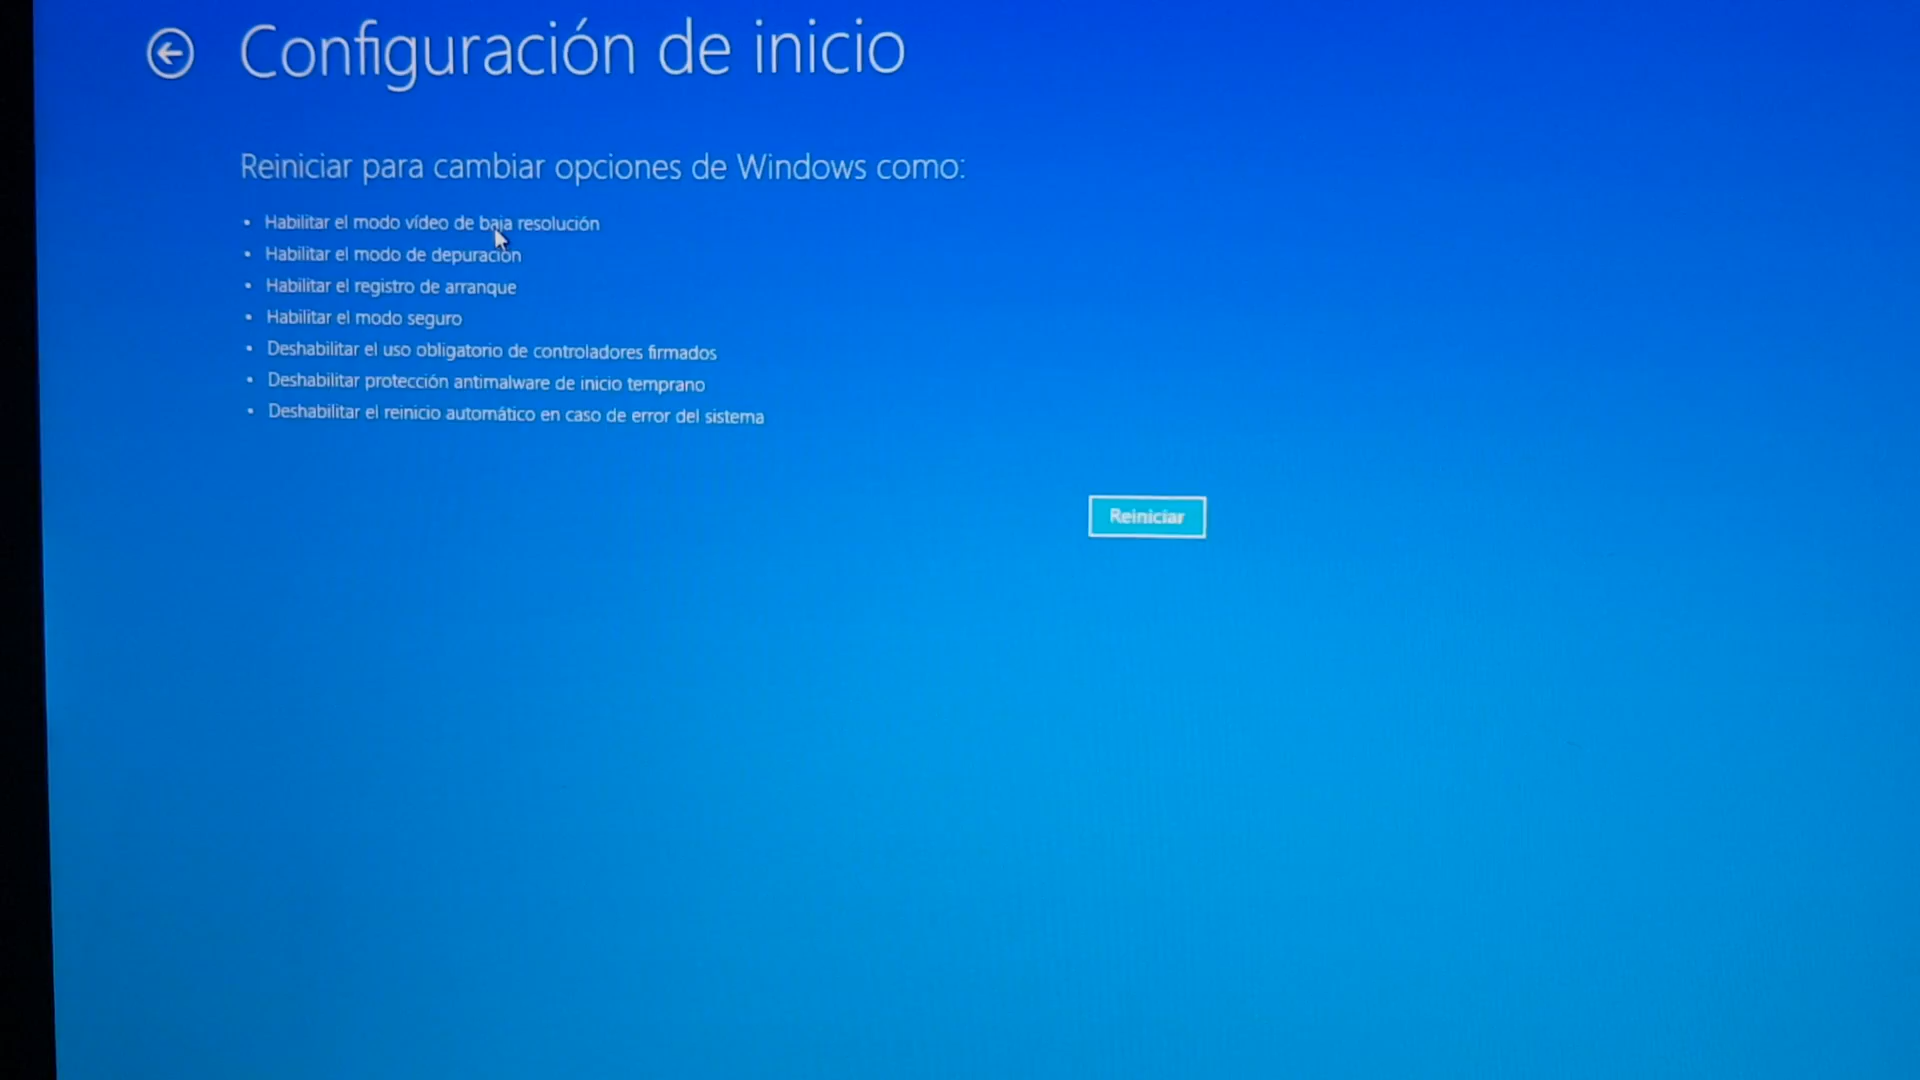 Configuración de inicio
Reiniciar para cambiar opciones de Windows como:
• Habilitar el modo vídeo de baja resolución
• Habilitar el modo de depuración
• Habilitar el registro de arranque
• Habilitar el modo seguro
• Deshabilitar el uso obligatorio de controladores firmados
• Deshabilitar protección antimalware de inicio temprano
• Deshabilitar el reinicio automático en caso de error del sistema
Reiniciar